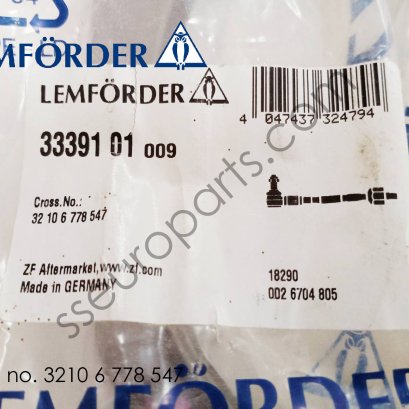 LEMFÖRDER
LEMFÖRDER
4 047437 324794
33391 01 009
Cross.No.:
32 10 6 778 547
ZF Aftermarket,www.zf.com
Made in GERMANY
18290
002 6704 805
sseuroparts.com
no. 3210 6 778 547
LEMFÖRDER